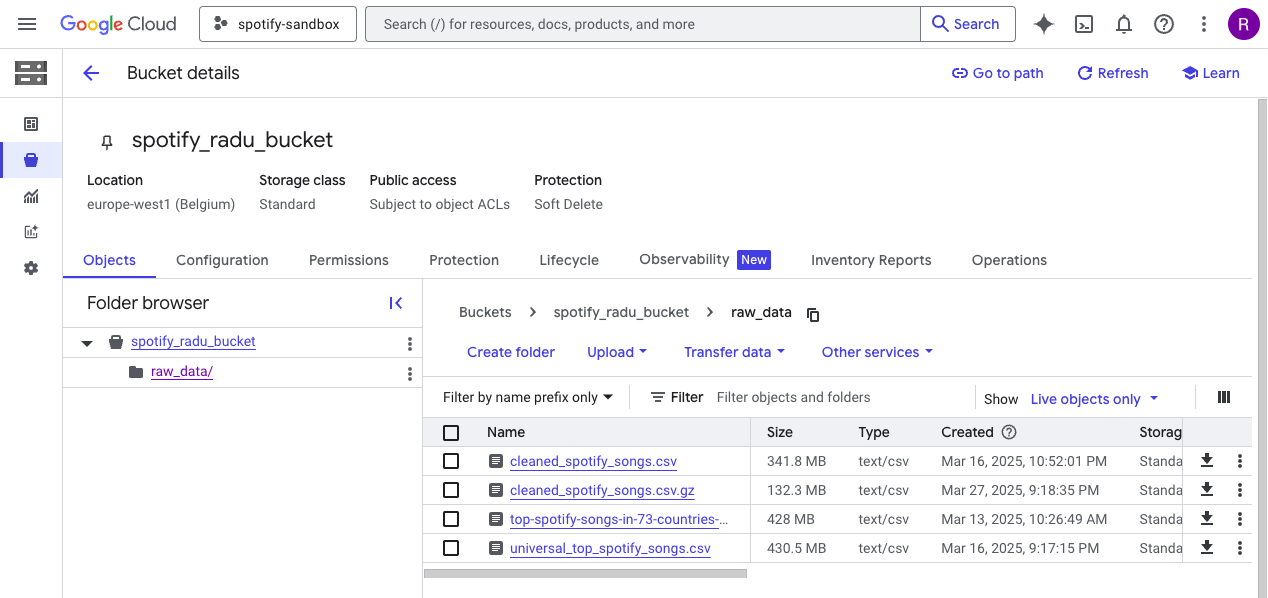 Google Cloud
spotify-sandbox
Search (/) for resources, docs, products, and more
Search
R
Bucket details
Go to path
Refresh
Learn
spotify_radu_bucket
Location
Storage class
Public access
Protection
europe-west1 (Belgium)
Standard
Subject to object ACLs
Soft Delete
Objects
Configuration
Permissions
Protection
Lifecycle
Observability New
Inventory Reports
Operations
Folder browser
spotify_radu_bucket
raw_data/
Buckets
spotify_radu_bucket
raw_data
Create folder
Upload
Transfer data
Other services
Filter by name prefix only
Filter
Filter objects and folders
Show
Live objects only
Name Size Type Created Storag
cleaned_spotify_songs.csv 341.8 MB text/csv Mar 16, 2025, 10:52:01 PM Standa
cleaned_spotify_songs.csv.gz 132.3 MB text/csv Mar 27, 2025, 9:18:35 PM Standa
top-spotify-songs-in-73-countries-... 428 MB text/csv Mar 13, 2025, 10:26:49 AM Standa
universal_top_spotify_songs.csv 430.5 MB text/csv Mar 16, 2025, 9:17:15 PM Standa